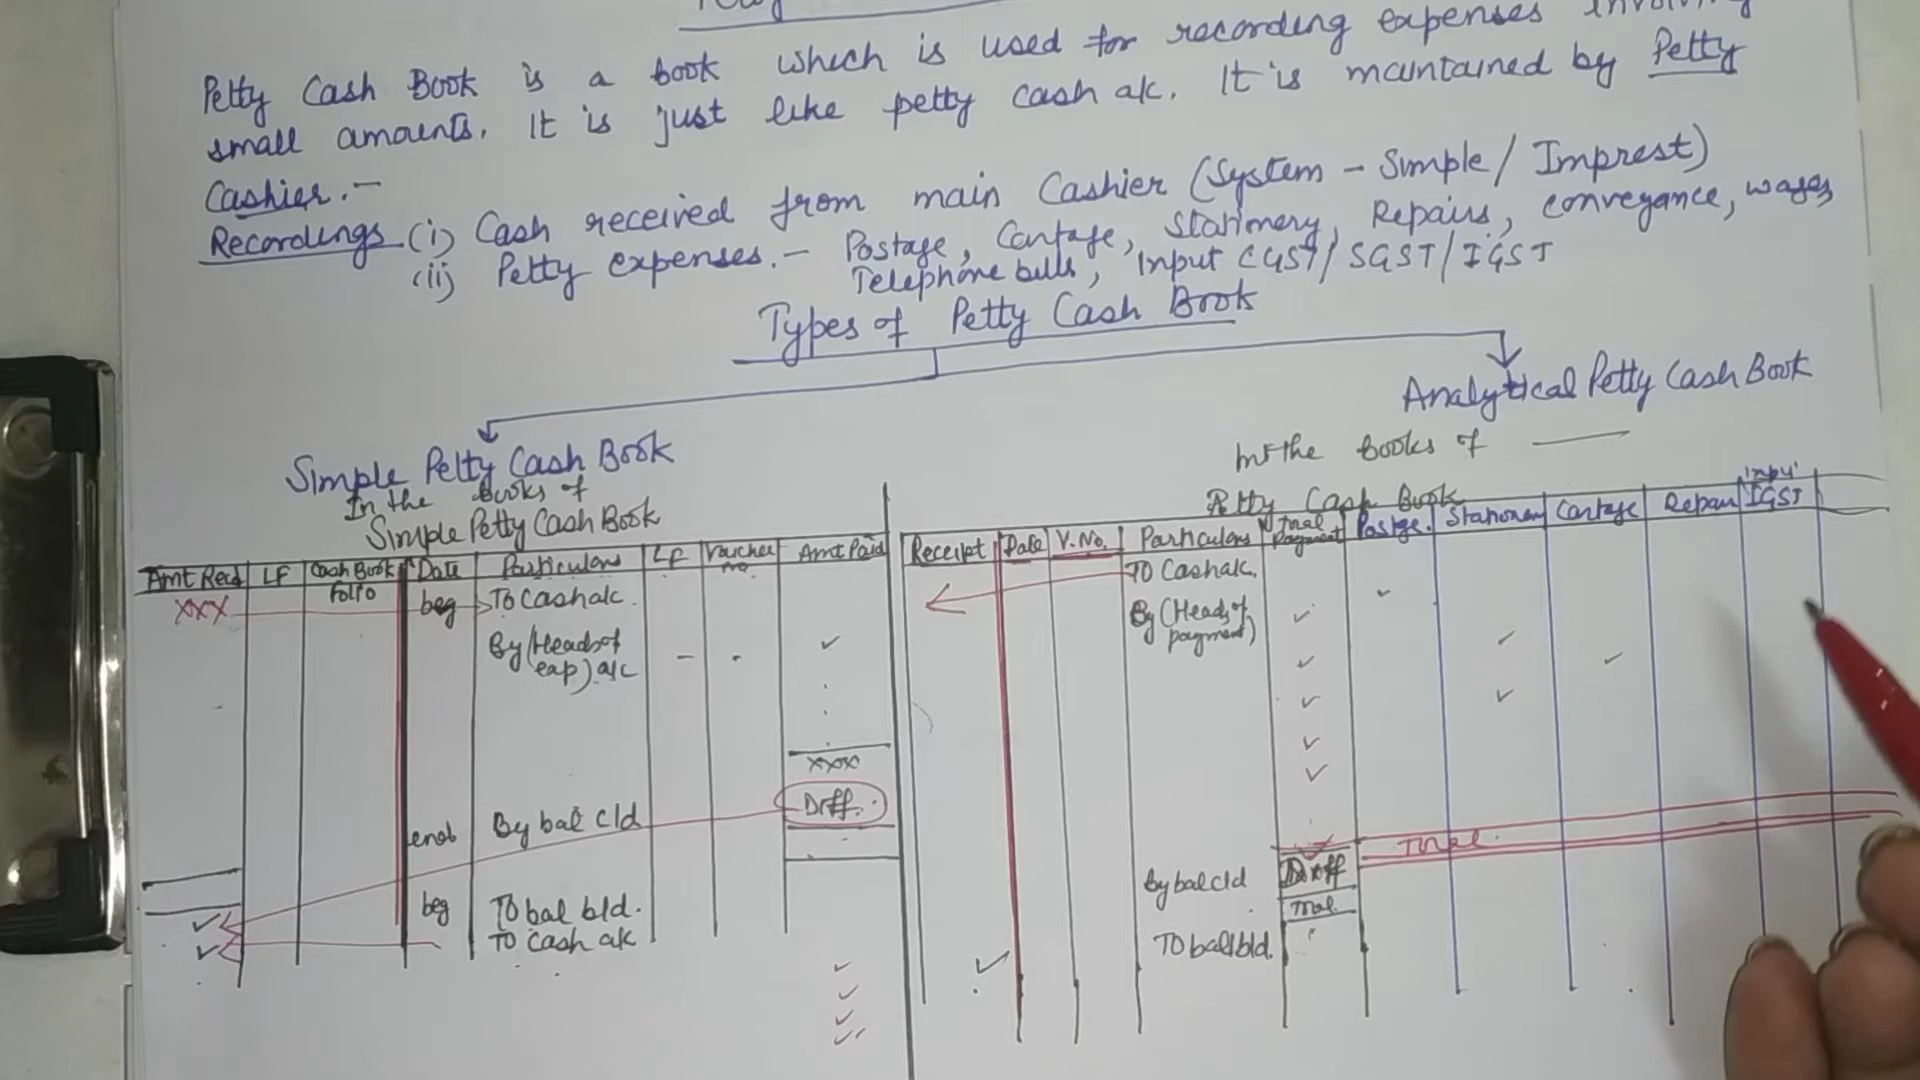 Petty Cash Book is a book which is used for recording expenses involving
small amounts. It is just like petty cash a/c. It is maintained by Petty
Cashier.-
Recordings (i) Cash received from main Cashier (System - Simple/ Imprest)
(ii) Petty expenses. - Postage, Cartage, Stationery, Repairs, conveyance, wages,
Telephone bills, Input CGST/ SGST/ IGST
Types of Petty Cash Book
Analytical Petty Cash Book
Simple Petty Cash Book
In the books of
Simple Petty Cash Book
Amt Recd LF Cash Book Folio Date Particulars LF Voucher no Amt Paid
XXX beg To Cash a/c
By (Heads of
exp) a/c - .
xxx
end By bal c/d Diff.
beg To bal b/d.
To cash a/c
In the books of
Petty Cash Book
Receipt Date V.No. Particulars Total Payment Postge. Stationery Cartage Repair Input IGST
To Cash a/c.
By (Heads of
payment)
Total.
By bal c/d Diff
Total
To bal b/d.